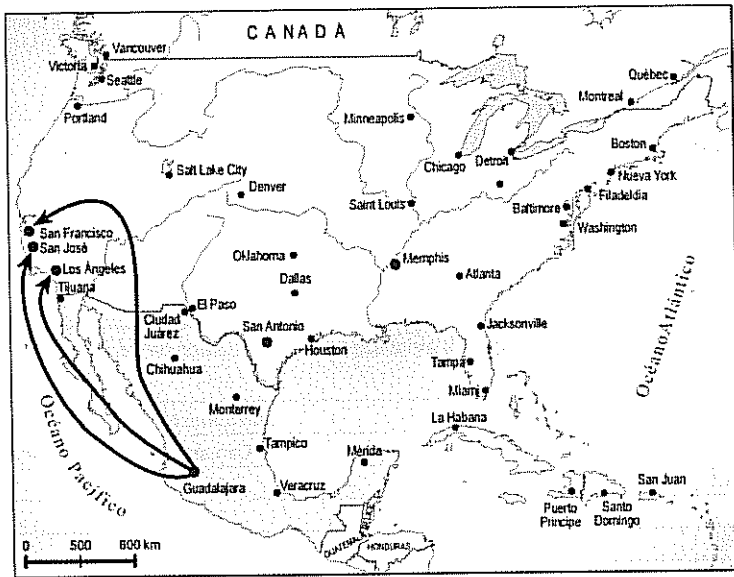 CANADÁ
Vancouver
Victoria
Seattle
Portland
Québec
Montreal
Minneapolis
Boston
Chicago
Detroit
Nueva York
Salt Lake City
Denver
Saint Louis
Filadeldia
Baltimore
Washington
San Francisco
San José
Los Ángeles
Tijuana
Oklahoma
Memphis
Dallas
Atlanta
El Paso
Ciudad
Juárez
San Antonio
Houston
Jacksonville
Chihuahua
Tampa
Miami
Monterrey
La Habana
Océano Atlántico
Océano Pacífico
Tampico
Mérida
Guadalajara
Veracruz
San Juan
Puerto
Príncipe
Santo
Domingo
GUATEMALA
HONDURAS
0 500 800 km